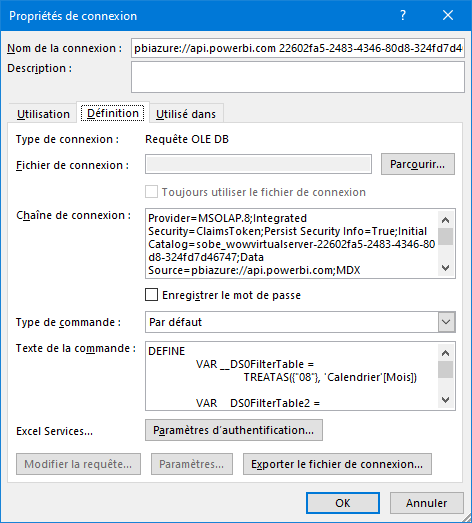 Propriétés de connexion
Nom de la connexion : pbiazure://api.powerbi.com 22602fa5-2483-4346-80d8-324fd7d46
Description :
Utilisation Définition Utilisé dans
Type de connexion : Requête OLE DB
Fichier de connexion : Parcourir...
Toujours utiliser le fichier de connexion
Chaîne de connexion : Provider=MSOLAP.8;Integrated
Security=ClaimsToken;Persist Security Info=True;Initial
Catalog=sobe_wowvirtualserver-22602fa5-2483-4346-80
d8-324fd7d46747;Data
Source=pbiazure://api.powerbi.com;MDX
Enregistrer le mot de passe
Type de commande : Par défaut
Texte de la commande : DEFINE
VAR __DS0FilterTable =
TREATAS({"08"}, 'Calendrier'[Mois])
VAR __DS0FilterTable2 =
Excel Services... Paramètres d'authentification...
Modifier la requête... Paramètres... Exporter le fichier de connexion...
OK Annuler